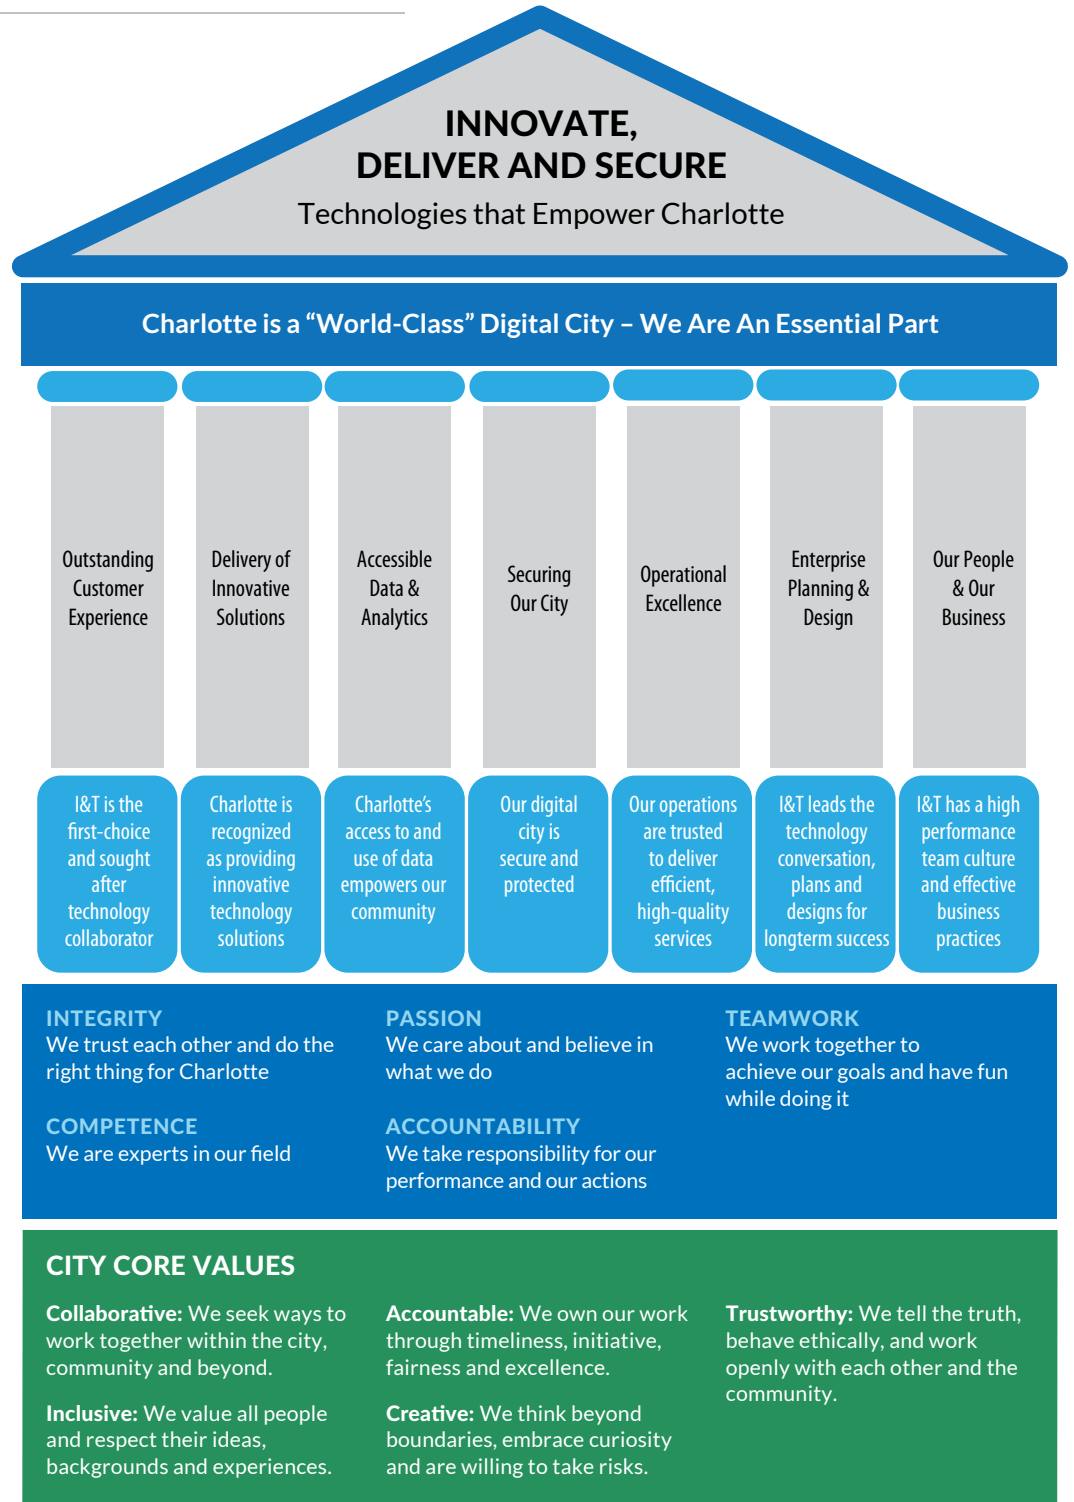 INNOVATE,
DELIVER AND SECURE
Technologies that Empower Charlotte
Charlotte is a “World-Class” Digital City – We Are An Essential Part
Outstanding
Customer
Experience
Delivery of
Innovative
Solutions
Accessible
Data &
Analytics
Securing
Our City
Operational
Excellence
Enterprise
Planning &
Design
Our People
& Our
Business
I&T is the
first-choice
and sought
after
technology
collaborator
Charlotte is
recognized
as providing
innovative
technology
solutions
Charlotte’s
access to and
use of data
empowers our
community
Our digital
city is
secure and
protected
Our operations
are trusted
to deliver
efficient,
high-quality
services
I&T leads the
technology
conversation,
plans and
designs for
longterm success
I&T has a high
performance
team culture
and effective
business
practices
INTEGRITY
We trust each other and do the
right thing for Charlotte
COMPETENCE
We are experts in our field
PASSION
We care about and believe in
what we do
ACCOUNTABILITY
We take responsibility for our
performance and our actions
TEAMWORK
We work together to
achieve our goals and have fun
while doing it
CITY CORE VALUES
Collaborative: We seek ways to
work together within the city,
community and beyond.
Inclusive: We value all people
and respect their ideas,
backgrounds and experiences.
Accountable: We own our work
through timeliness, initiative,
fairness and excellence.
Creative: We think beyond
boundaries, embrace curiosity
and are willing to take risks.
Trustworthy: We tell the truth,
behave ethically, and work
openly with each other and the
community.